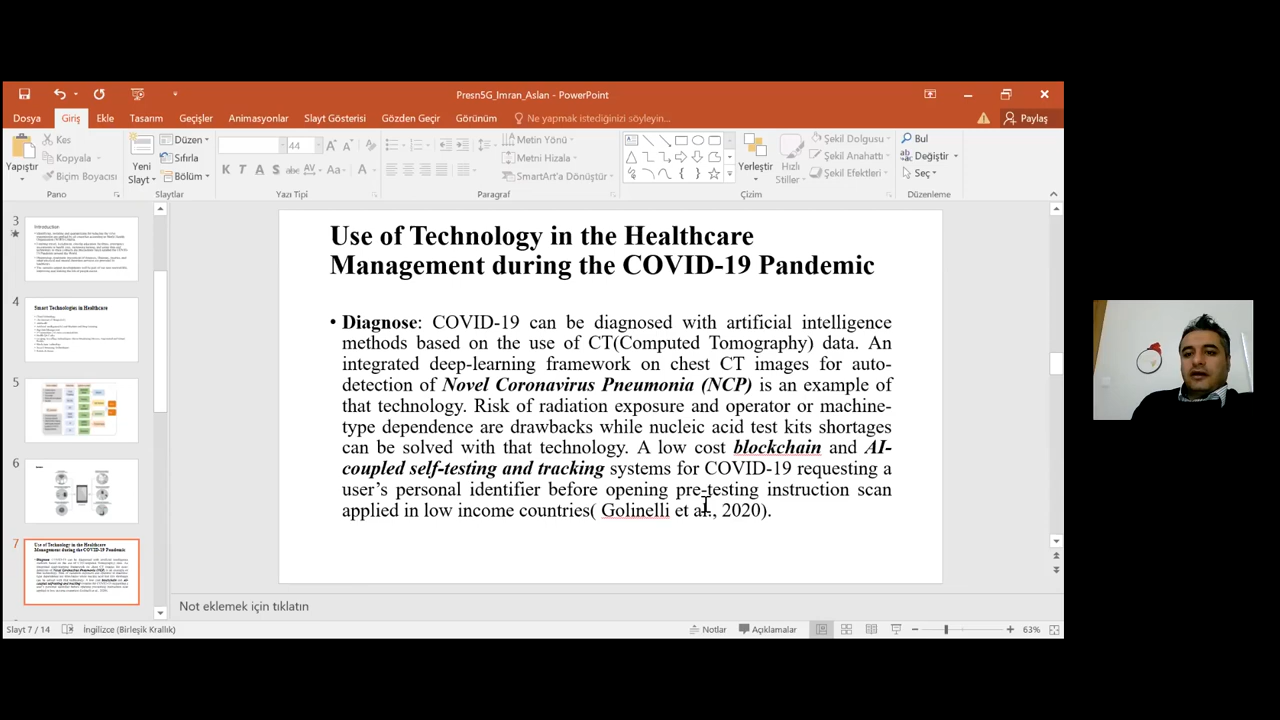 Presn5G_Imran_Aslan - PowerPoint
Dosya Giriş Ekle Tasarım Geçişler Animasyonlar Slayt Gösterisi Gözden Geçir Görünüm Ne yapmak istediğinizi söyleyin... Paylaş
Yapıştır
Kes
Kopyala
Biçim Boyacısı
Pano
Yeni
Slayt
Düzen
Sıfırla
Bölüm
Slaytlar
44
K T A S abc AV Aa A
Yazı Tipi
Metin Yönü
Metni Hizala
SmartArt'a Dönüştür
Paragraf
Yerleştir
Hızlı
Stiller
Şekil Dolgusu
Şekil Anahattı
Şekil Efektleri
Çizim
Bul
Değiştir
Seç
Düzenleme
3
Introduction
4
Smart Technologies in Healthcare
5
6
7
Use of Technology in the Healthcare
Management during the COVID-19 Pandemic
Use of Technology in the Healthcare
Management during the COVID-19 Pandemic
• Diagnose: COVID-19 can be diagnosed with artificial intelligence
methods based on the use of CT(Computed Tomography) data. An
integrated deep-learning framework on chest CT images for auto-
detection of Novel Coronavirus Pneumonia (NCP) is an example of
that technology. Risk of radiation exposure and operator or machine-
type dependence are drawbacks while nucleic acid test kits shortages
can be solved with that technology. A low cost blockchain and AI-
coupled self-testing and tracking systems for COVID-19 requesting a
user's personal identifier before opening pre-testing instruction scan
applied in low income countries( Golinelli et al., 2020).
Not eklemek için tıklatın
Slayt 7 / 14 İngilizce (Birleşik Krallık) Notlar Açıklamalar 63%